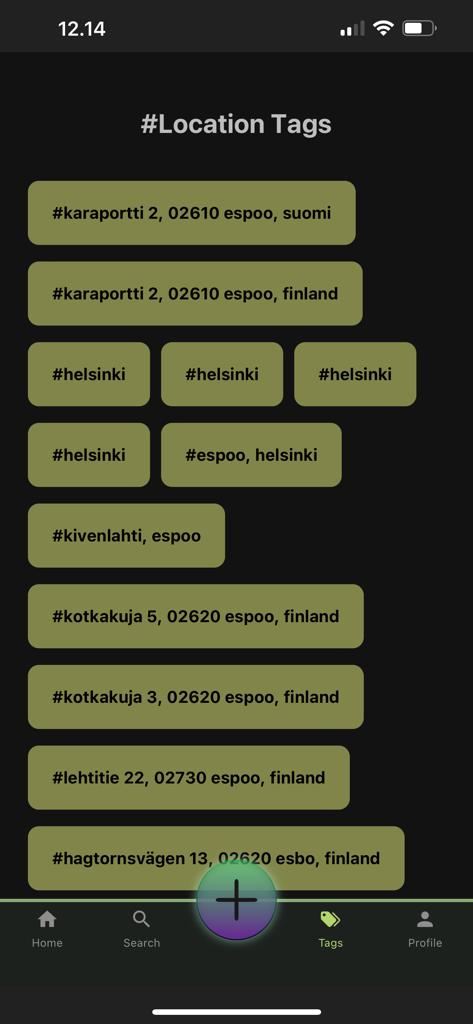 12.14
#Location Tags
#karaportti 2, 02610 espoo, suomi
#karaportti 2, 02610 espoo, finland
#helsinki #helsinki #helsinki
#helsinki #espoo, helsinki
#kivenlahti, espoo
#kotkakuja 5, 02620 espoo, finland
#kotkakuja 3, 02620 espoo, finland
#lehtitie 22, 02730 espoo, finland
#hagtornsvägen 13, 02620 esbo, finland
Home Search Tags Profile